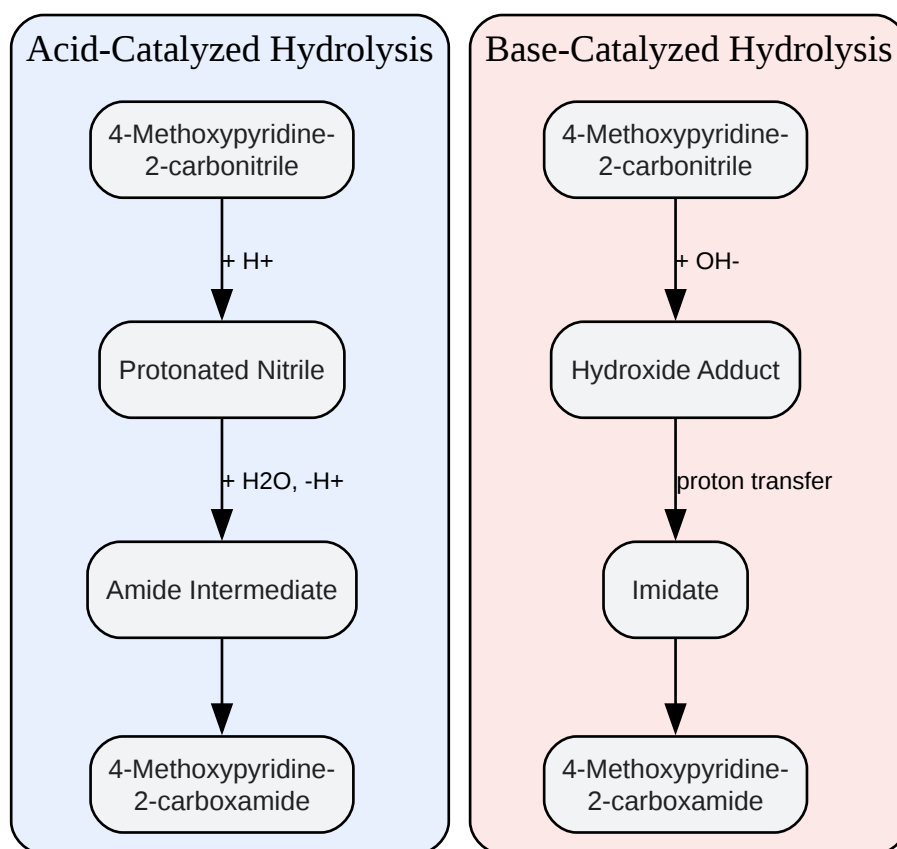 Acid-Catalyzed Hydrolysis
4-Methoxypyridine-
2-carbonitrile
+ H+
Protonated Nitrile
+ H2O, -H+
Amide Intermediate
4-Methoxypyridine-
2-carboxamide
Base-Catalyzed Hydrolysis
4-Methoxypyridine-
2-carbonitrile
+ OH-
Hydroxide Adduct
proton transfer
Imidate
4-Methoxypyridine-
2-carboxamide